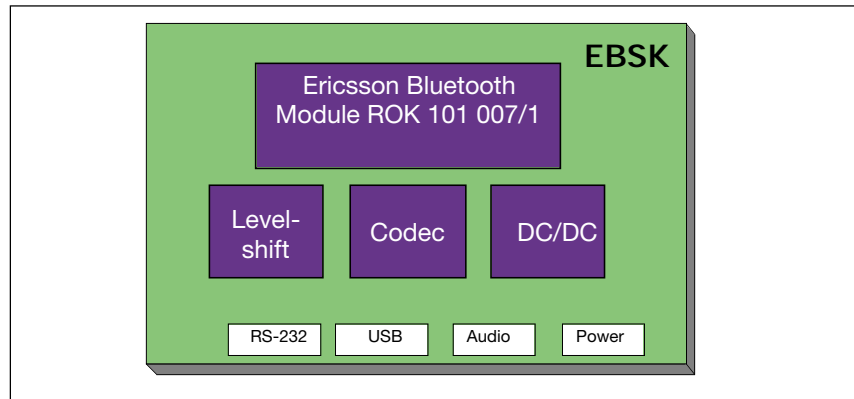 EBSK
Ericsson Bluetooth
Module ROK 101 007/1
Level-
shift
Codec
DC/DC
RS-232
USB
Audio
Power